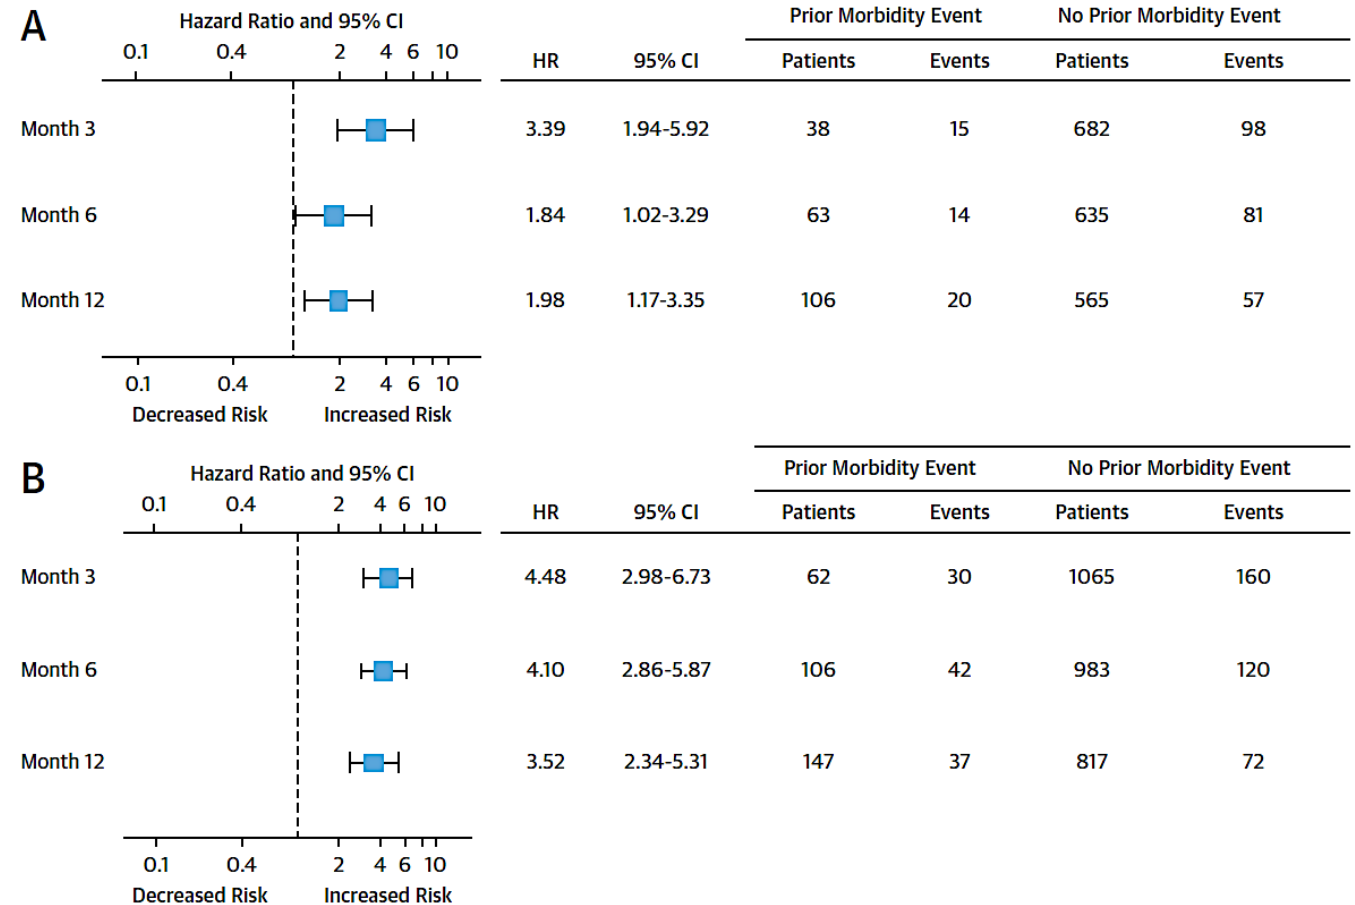 A
Hazard Ratio and 95% CI
Prior Morbidity Event No Prior Morbidity Event
0.1 0.4 2 4 6 10
HR 95% CI Patients Events Patients Events
Month 3 3.39 1.94-5.92 38 15 682 98
Month 6 1.84 1.02-3.29 63 14 635 81
Month 12 1.98 1.17-3.35 106 20 565 57
0.1 0.4 2 4 6 10
Decreased Risk Increased Risk
B
Hazard Ratio and 95% CI
Prior Morbidity Event No Prior Morbidity Event
0.1 0.4 2 4 6 10
HR 95% CI Patients Events Patients Events
Month 3 4.48 2.98-6.73 62 30 1065 160
Month 6 4.10 2.86-5.87 106 42 983 120
Month 12 3.52 2.34-5.31 147 37 817 72
0.1 0.4 2 4 6 10
Decreased Risk Increased Risk